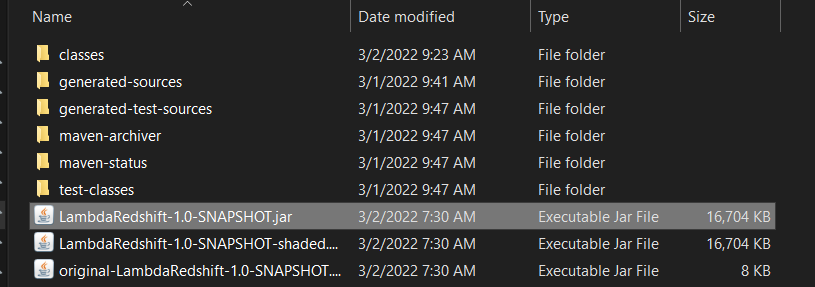 Name Date modified Type Size
classes 3/2/2022 9:23 AM File folder
generated-sources 3/1/2022 9:41 AM File folder
generated-test-sources 3/1/2022 9:47 AM File folder
maven-archiver 3/1/2022 9:47 AM File folder
maven-status 3/1/2022 9:47 AM File folder
test-classes 3/1/2022 9:47 AM File folder
LambdaRedshift-1.0-SNAPSHOT.jar 3/2/2022 7:30 AM Executable Jar File 16,704 KB
LambdaRedshift-1.0-SNAPSHOT-shaded.... 3/2/2022 7:30 AM Executable Jar File 16,704 KB
original-LambdaRedshift-1.0-SNAPSHOT.... 3/2/2022 7:30 AM Executable Jar File 8 KB